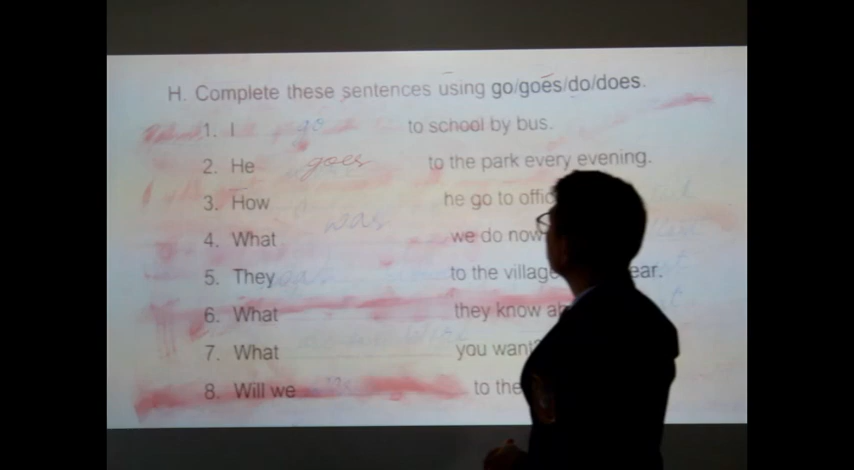 H. Complete these sentences using go/goes/do/does.
1. I go to school by bus.
2. He goes to the park every evening.
3. How he go to
4. What was we do now
5. They to the village
6. What they know
7. What you want
8. Will we to the